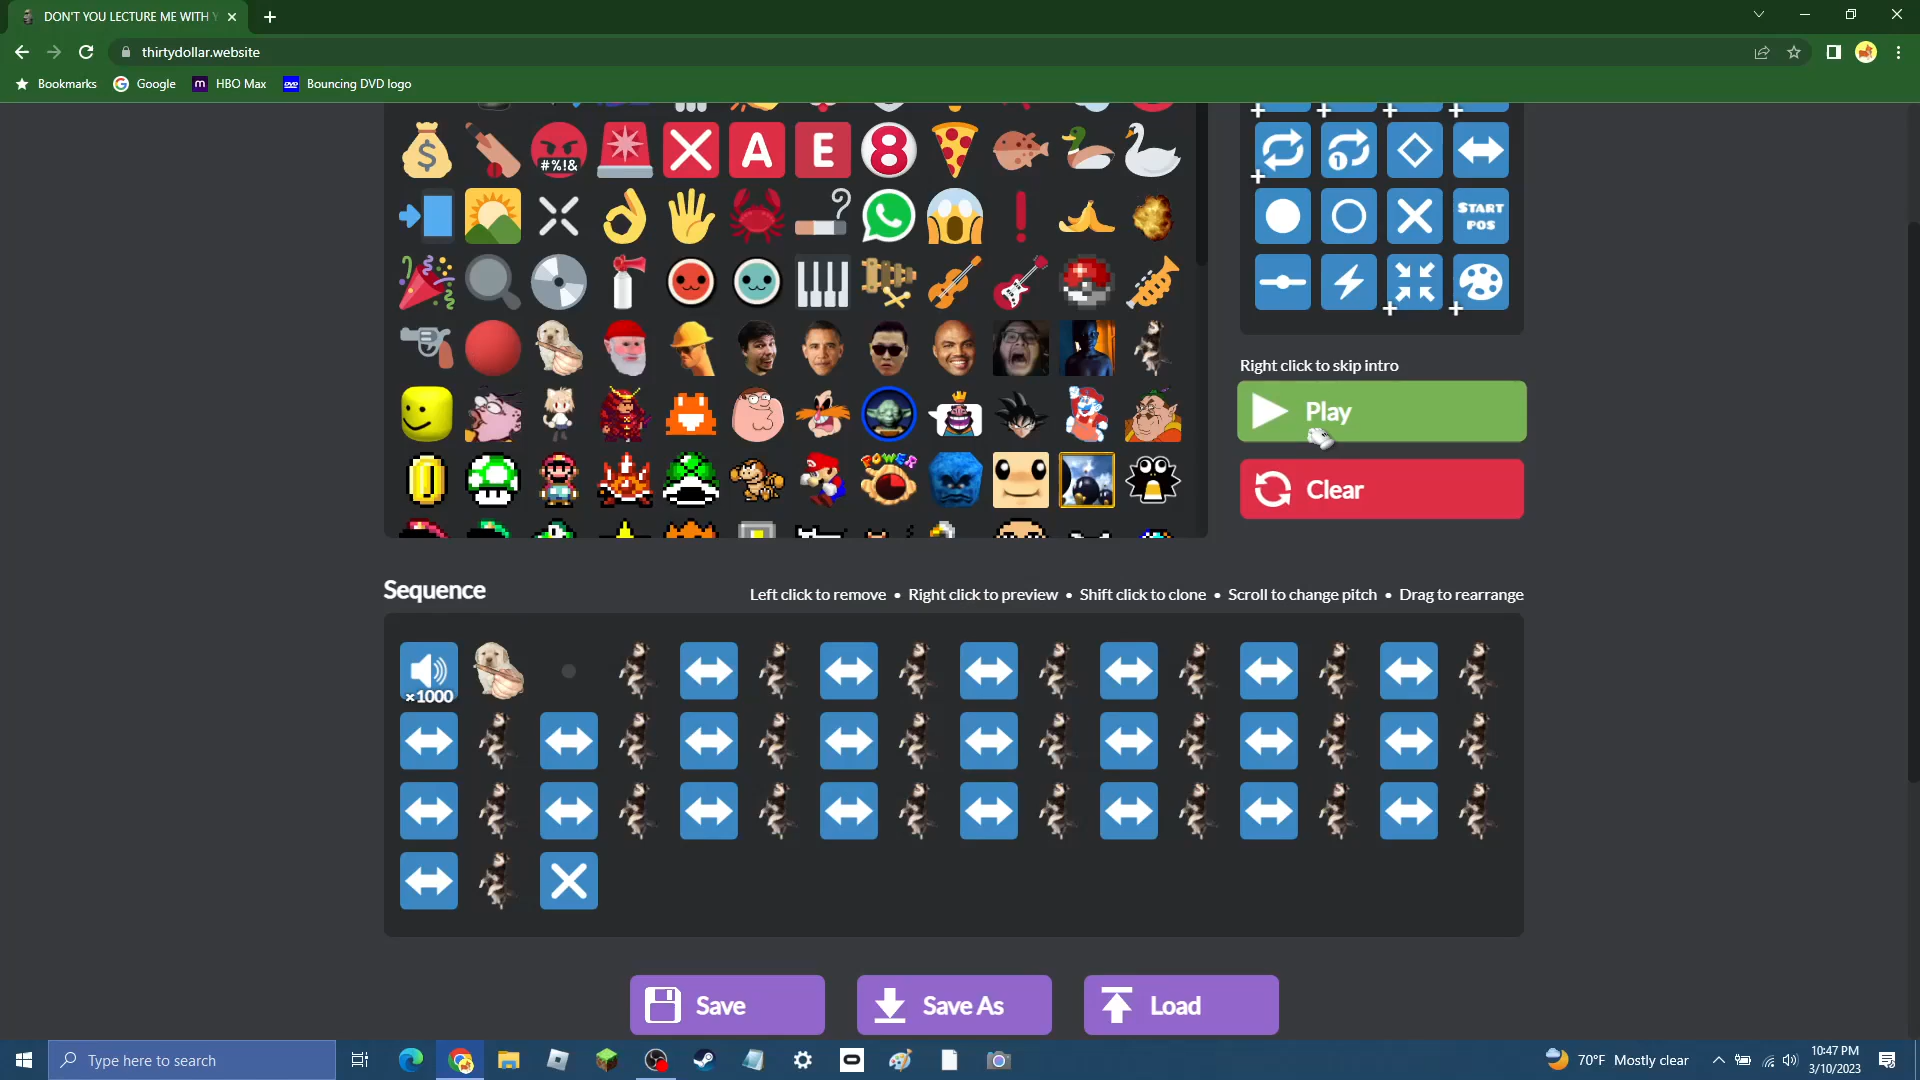 DON'T YOU LECTURE ME WITH Y
thirtydollar.website
Bookmarks
Google
HBO Max
Bouncing DVD logo
#%!&
A
E
8
1
START
POS
POWER
Right click to skip intro
Play
Clear
Sequence
Left click to remove • Right click to preview • Shift click to clone • Scroll to change pitch • Drag to rearrange
×1000
Save
Save As
Load
Type here to search
70°F Mostly clear
10:47 PM
3/10/2023